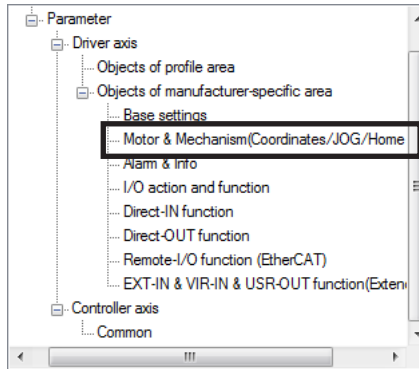 Parameter
Driver axis
Objects of profile area
Objects of manufacturer-specific area
Base settings
Motor & Mechanism(Coordinates/JOG/Home
Alarm & Info
I/O action and function
Direct-IN function
Direct-OUT function
Remote-I/O function (EtherCAT)
EXT-IN & VIR-IN & USR-OUT function(Exten
Controller axis
Common